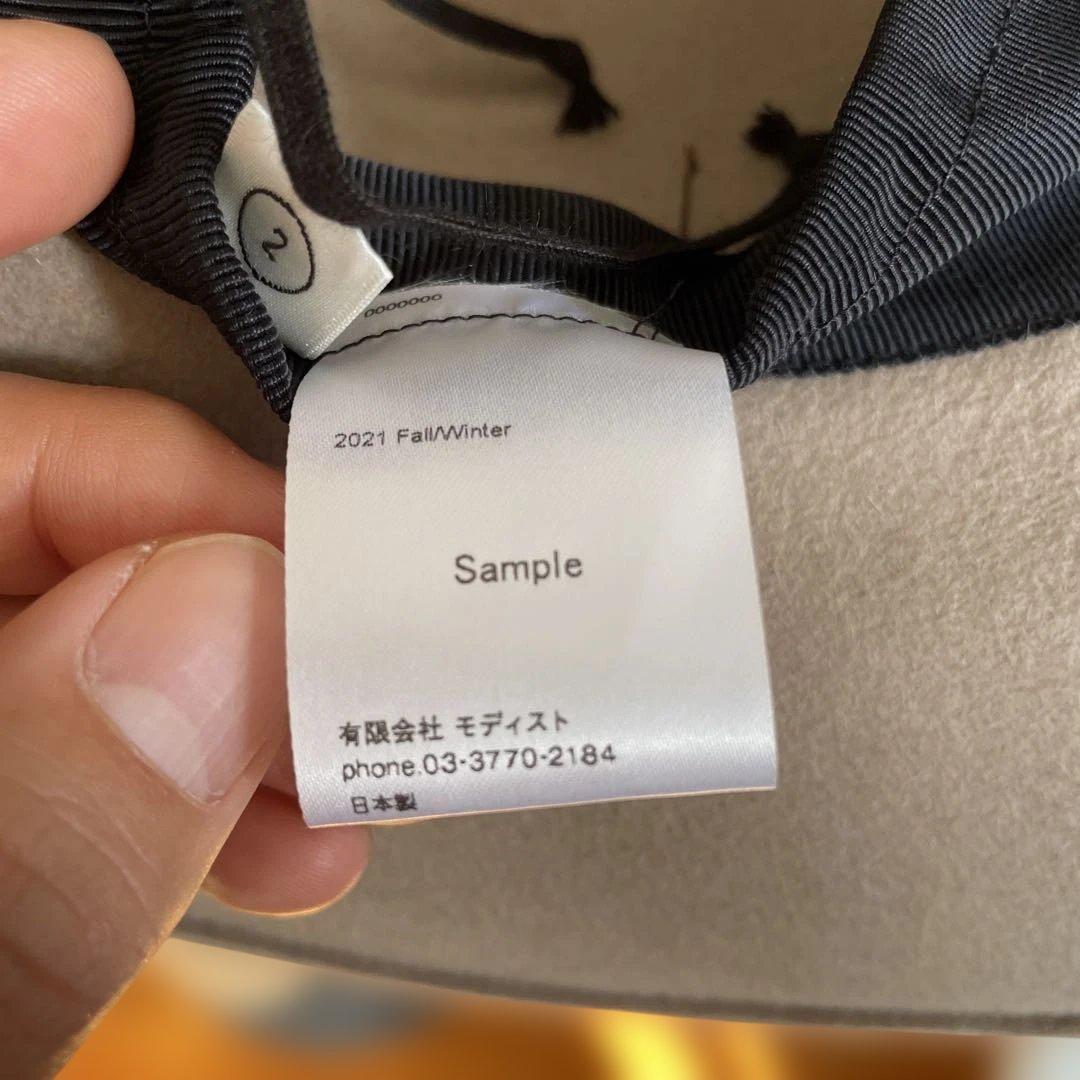 2
0000000
2021 Fall/Winter
Sample
有限会社 モディスト
phone.03-3770-2184
日本製